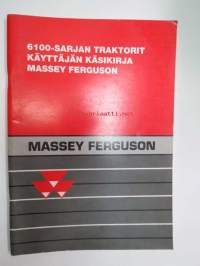 6100-SARJAN TRAKTORIT
KÄYTTÄJÄN KÄSIKIRJA
MASSEY FERGUSON
MASSEY FERGUSON